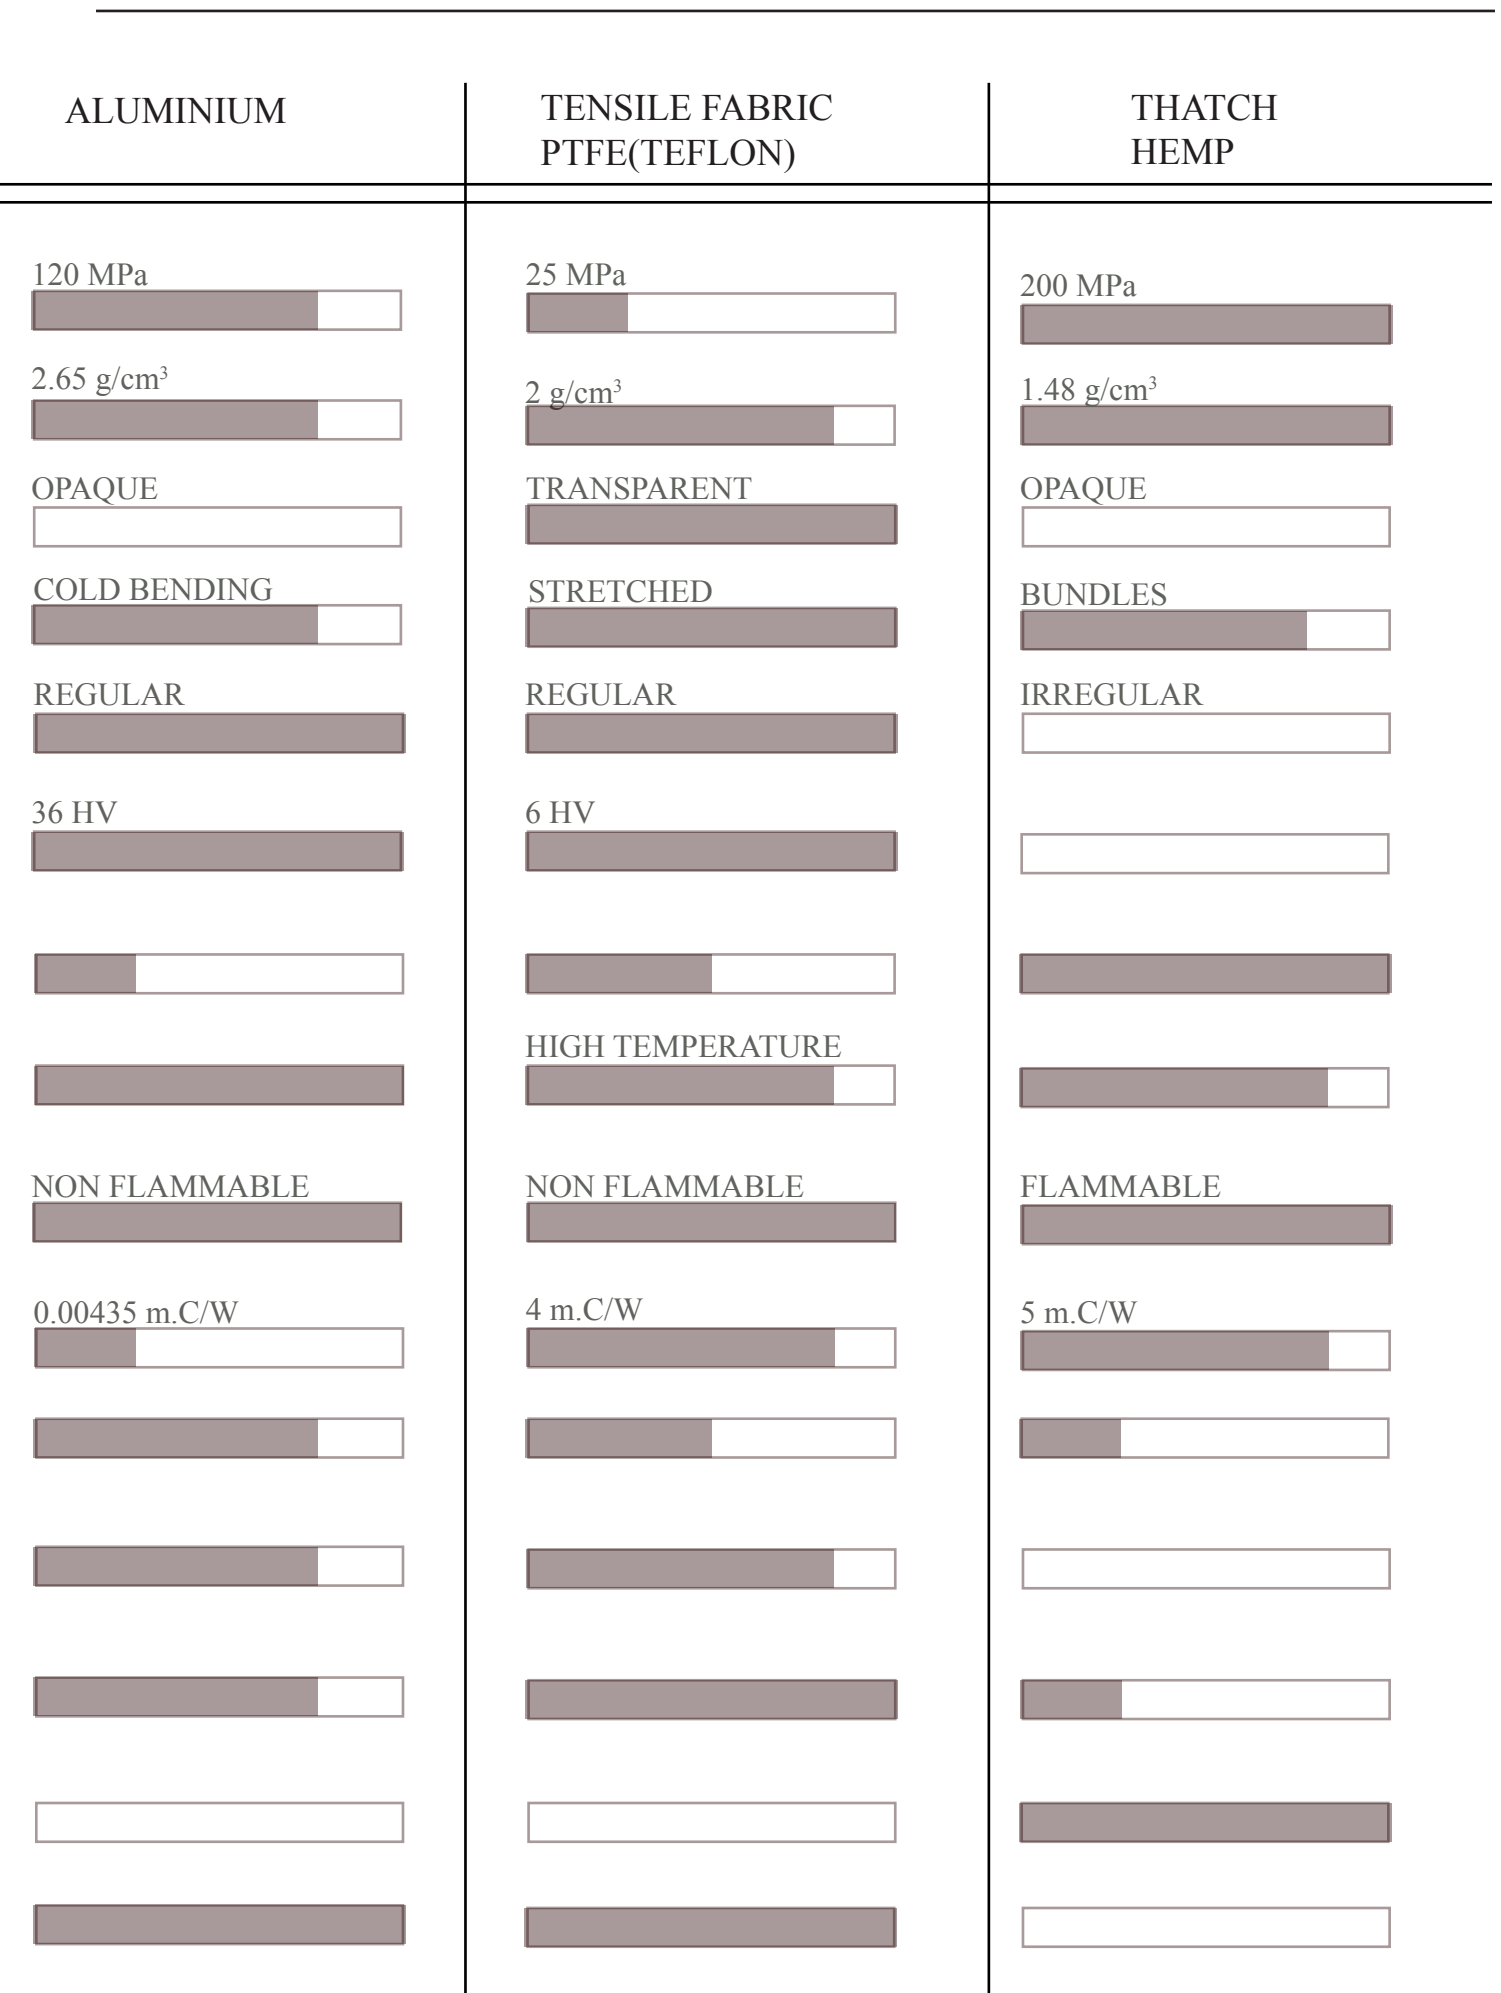 ALUMINIUM
TENSILE FABRIC
PTFE(TEFLON)
THATCH
HEMP
120 MPa
25 MPa
200 MPa
2.65 g/cm³
2 g/cm³
1.48 g/cm³
OPAQUE
TRANSPARENT
OPAQUE
COLD BENDING
STRETCHED
BUNDLES
REGULAR
REGULAR
IRREGULAR
36 HV
6 HV
HIGH TEMPERATURE
NON FLAMMABLE
NON FLAMMABLE
FLAMMABLE
0.00435 m.C/W
4 m.C/W
5 m.C/W